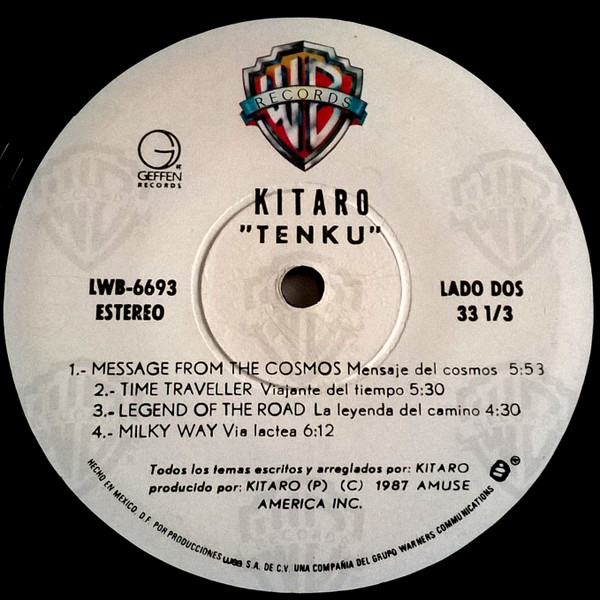 WB
RECORDS
G
GEFFEN
RECORDS
KITARO
"TENKU"
LWB-6693
ESTEREO
LADO DOS
33 1/3
1.- MESSAGE FROM THE COSMOS Mensaje del cosmos 5:53
2.- TIME TRAVELLER Viajante del tiempo 5:30
3.- LEGEND OF THE ROAD La leyenda del camino 4:30
4.- MILKY WAY Via lactea 6:12
Todos los temas escritos y arreglados por: KITARO
producido por: KITARO (P) (C) 1987 AMUSE
AMERICA INC.
HECHO EN MEXICO, D.F. POR PRODUCCIONES wea S.A. DE C.V. UNA COMPAÑIA DEL GRUPO WARNERS COMMUNICATIONS ®